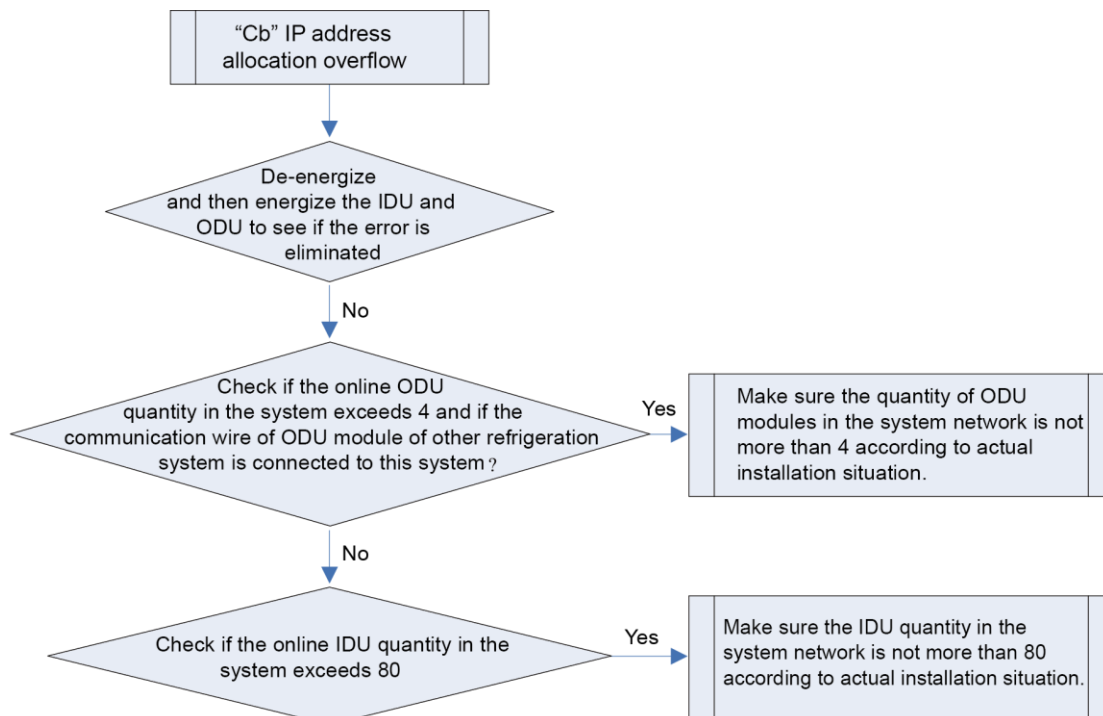 “Cb” IP address
allocation overflow
De-energize
and then energize the IDU and
ODU to see if the error is
eliminated
No
Check if the online ODU
quantity in the system exceeds 4 and if the
communication wire of ODU module of other refrigeration
system is connected to this system？
Yes
Make sure the quantity of ODU
modules in the system network is not
more than 4 according to actual
installation situation.
No
Check if the online IDU quantity in the
system exceeds 80
Yes
Make sure the IDU quantity in the
system network is not more than 80
according to actual installation situation.